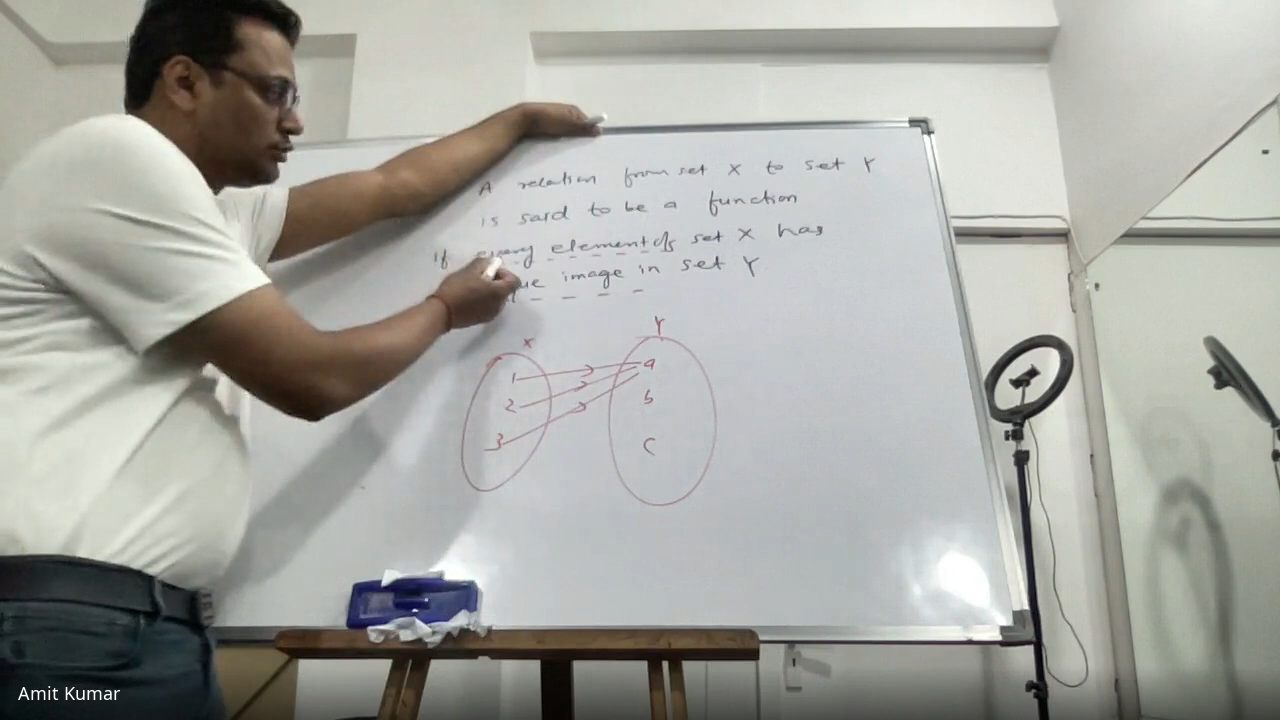 A relation from set X to set Y
is said to be a function
if every element of set X has
image in set Y
X Y
1 a
2 b
3 c
Amit Kumar